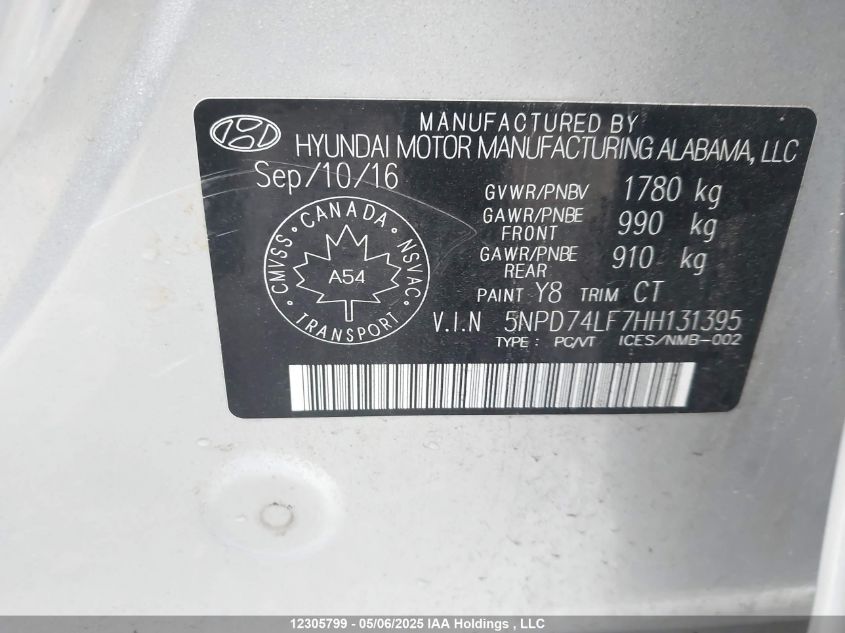 MANUFACTURED BY
HYUNDAI MOTOR MANUFACTURING ALABAMA, LLC
Sep/10/16
GVWR/PNBV 1780 kg
GAWR/PNBE FRONT 990 kg
GAWR/PNBE REAR 910 kg
PAINT Y8 TRIM CT
V.I.N 5NPD74LF7HH131395
TYPE : PC/VT ICES/NMB-002
CANADA
CMVSS • NSVAC
A54
TRANSPORT
12305799 - 05/06/2025 IAA Holdings , LLC